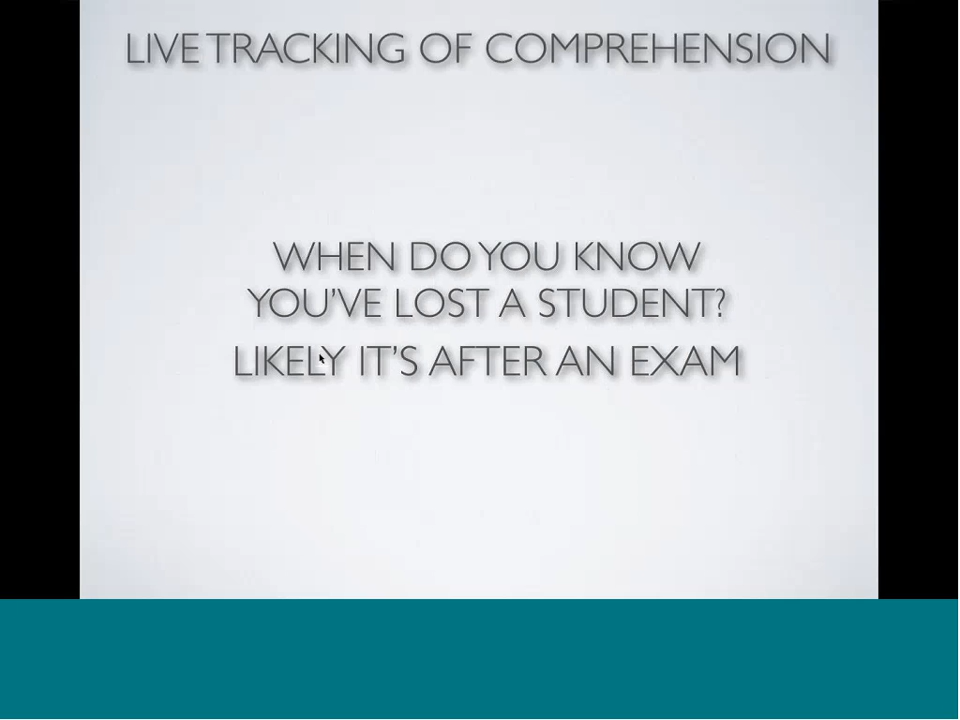 LIVE TRACKING OF COMPREHENSION
WHEN DO YOU KNOW
YOU'VE LOST A STUDENT?
LIKELY IT'S AFTER AN EXAM